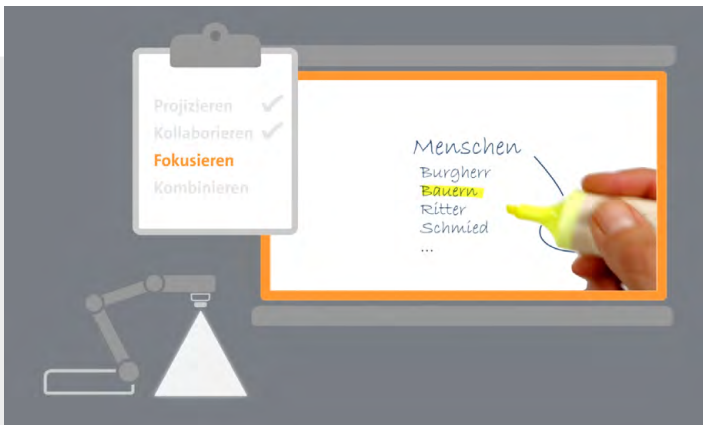 Projizieren
Kollaborieren
Fokusieren
Kombinieren
Menschen
Burgherr
Bauern
Ritter
Schmied
...